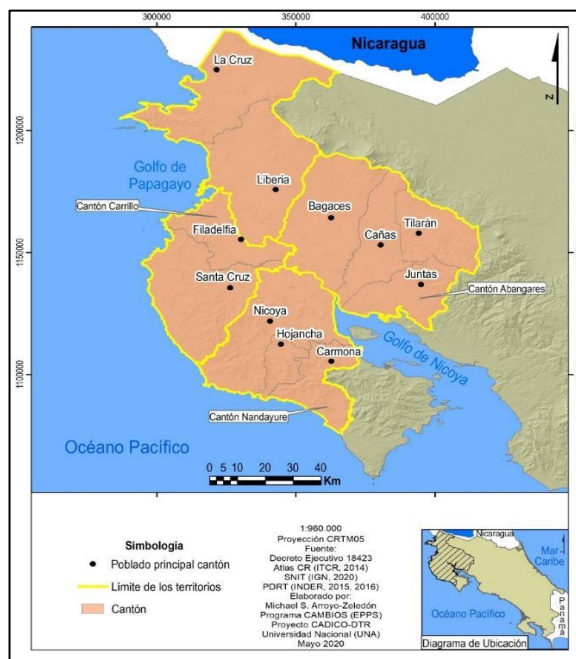 300000
350000
400000
Nicaragua
La Cruz
N
1200000
Golfo de
Papagayo
Liberia
Cantón Carrillo
Bagaces
Tilarán
Filadelfia
Cañas
1150000
Santa Cruz
Juntas
Cantón Abangares
Nicoya
Hojancha
Golfo de Nicoya
Carmona
1100000
Cantón Nandayure
Océano Pacífico
0 5 10 20 30 40
Km
Simbología
Poblado principal cantón
Límite de los territorios
Cantón
1:960.000
Proyección CRTM05
Fuente:
Decreto Ejecutivo 18423
Atlas CR (ITCR, 2014)
SNIT (IGN, 2020)
PDRT (INDER, 2015, 2016)
Elaborado por:
Michael S. Arroyo-Zeledón
Programa CAMBIOS (EPPS)
Proyecto CADICO-DTR
Universidad Nacional (UNA)
Mayo 2020
Nicaragua
Mar
Caribe
Océano Pacífico
Panamá
Diagrama de Ubicación